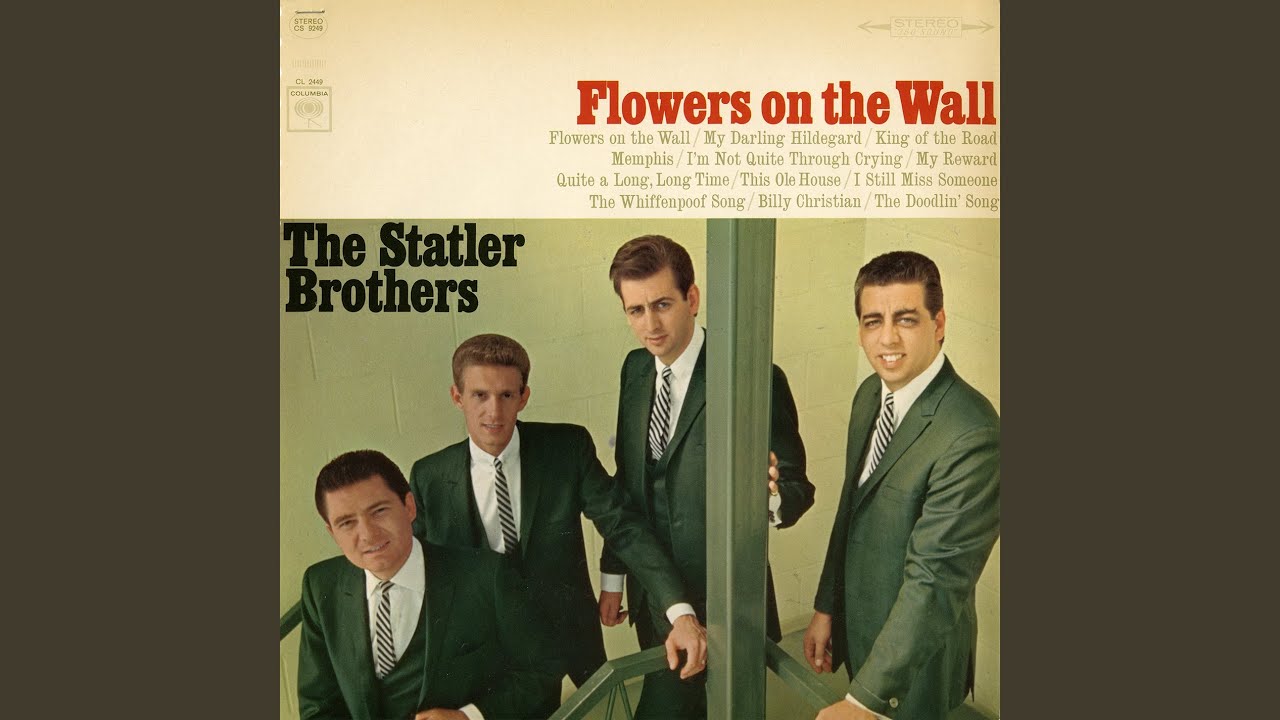 STEREO
CS 9249
CL 2449
COLUMBIA
STEREO
360 SOUND
Flowers on the Wall
Flowers on the Wall / My Darling Hildegard / King of the Road
Memphis / I'm Not Quite Through Crying / My Reward
Quite a Long, Long Time / This Ole House / I Still Miss Someone
The Whiffenpoof Song / Billy Christian / The Doodlin' Song
The Statler
Brothers